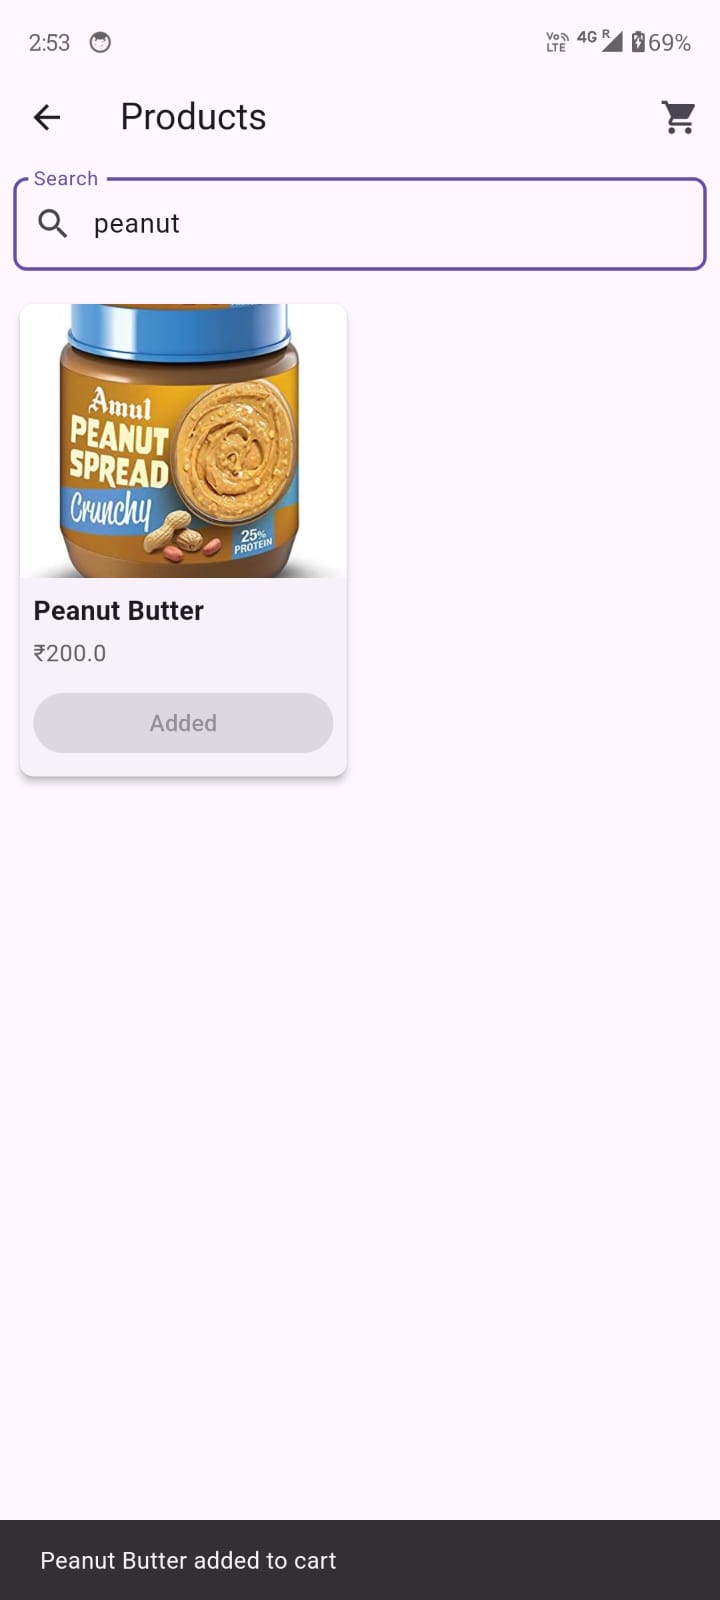 2:53
Vo))
LTE
4G R
69%
Products
Search
peanut
Amul
PEANUT
SPREAD
Crunchy
25%
PROTEIN
Peanut Butter
₹200.0
Added
Peanut Butter added to cart